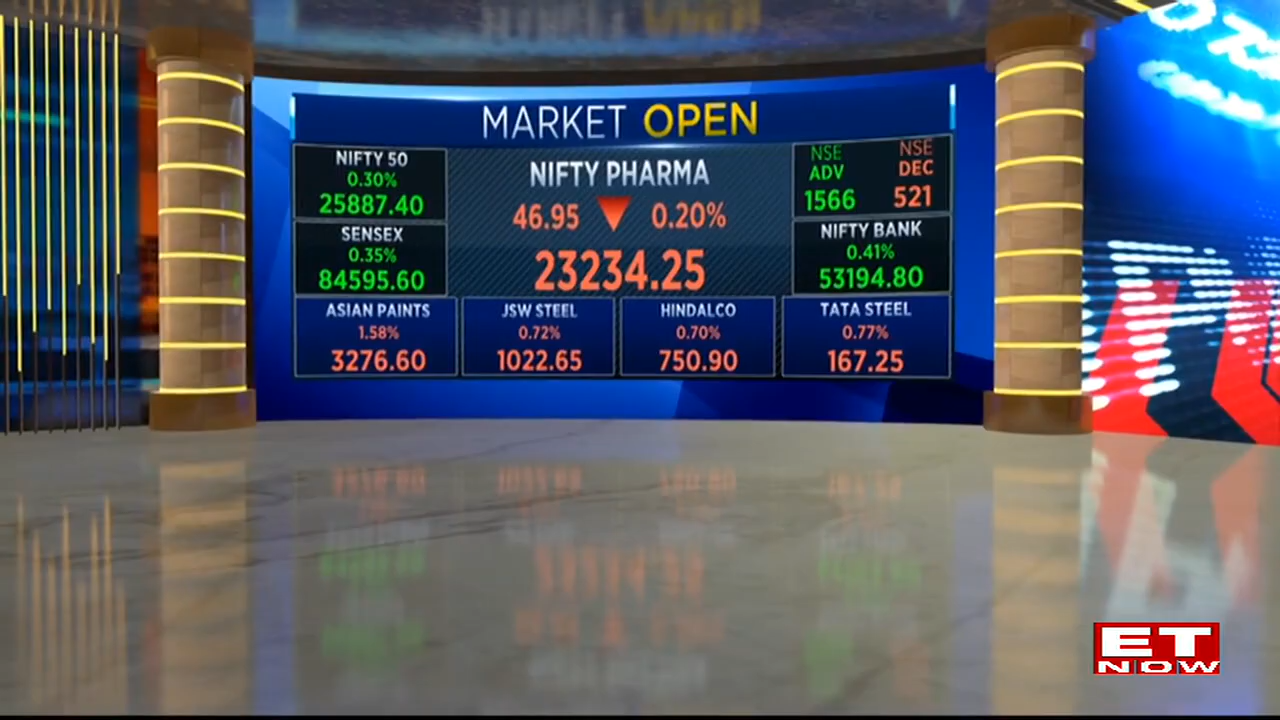 MARKET OPEN
NIFTY 50
0.30%
25887.40
SENSEX
0.35%
84595.60
NIFTY PHARMA
46.95 0.20%
23234.25
NSE ADV
1566
NSE DEC
521
NIFTY BANK
0.41%
53194.80
ASIAN PAINTS
1.58%
3276.60
JSW STEEL
0.72%
1022.65
HINDALCO
0.70%
750.90
TATA STEEL
0.77%
167.25
ET
NOW